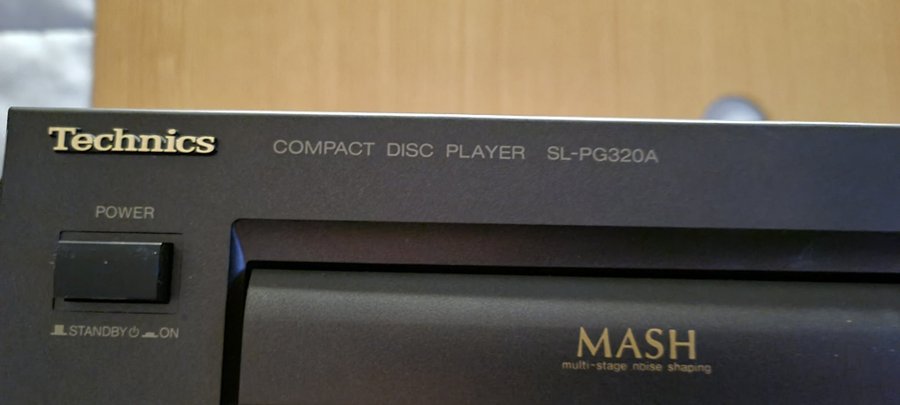 Technics
COMPACT DISC PLAYER SL-PG320A
POWER
STANDBY⏻ ON
MASH
multi-stage noise shaping